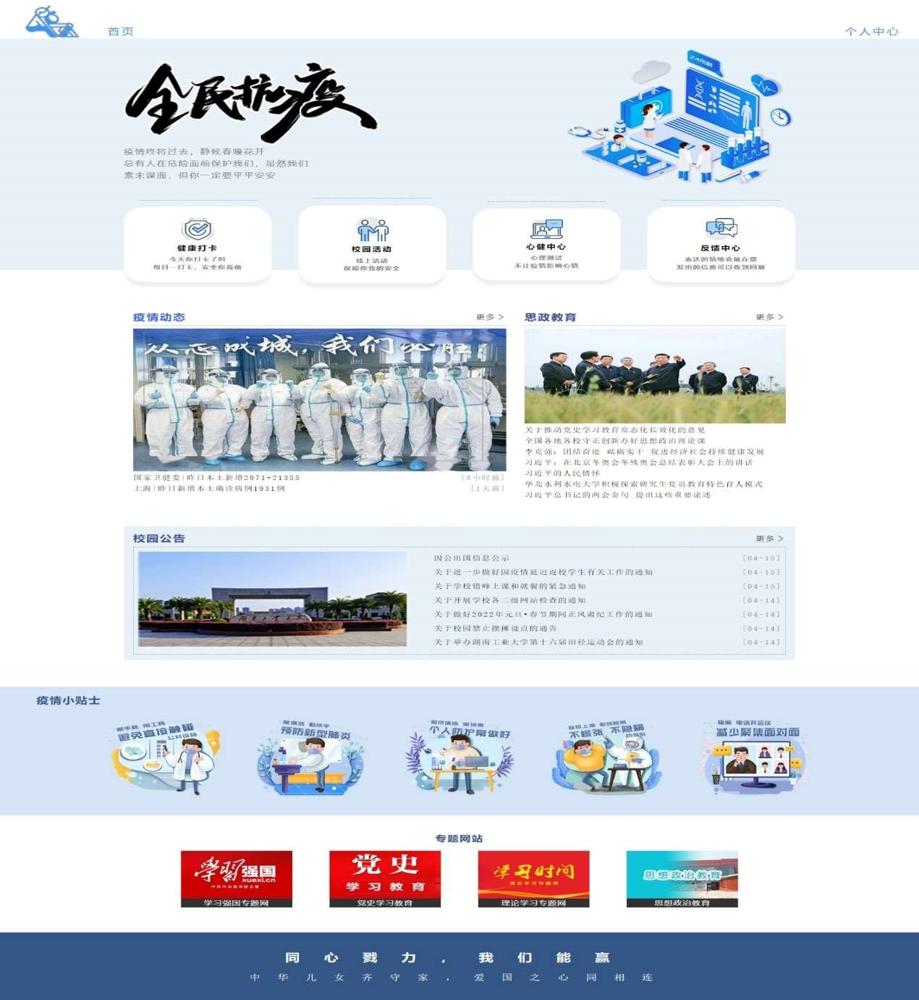 首页
个人中心
24小时
全民抗疫
疫情终将过去，静候春暖花开
总有人在危险面前保护我们，虽然我们
素未谋面，但你一定要平平安安
健康打卡
今天你打卡了吗
每日一打卡，安全你我他
校园活动
线上活动
保障你我的安全
心健中心
心理测试
不让疫情影响心情
反馈中心
表达的情绪会被在意
发出的信息可以收到回馈
疫情动态
更多 >
从志成城，我们必胜！
国家卫健委|昨日本土新增2971+21355
[8小时前]
上海|昨日新增本土确诊病例1931例
[1天前]
思政教育
更多 >
关于推动党史学习教育常态化长效化的意见
全国各地各校守正创新办好思想政治理论课
李克强：团结奋进 砥砺实干 促进经济社会持续健康发展
习近平：在北京冬奥会冬残奥会总结表彰大会上的讲话
习近平的人民情怀
华北水利水电大学积极探索研究生党员教育特色育人模式
习近平总书记的两会金句 提出这些重要论述
校园公告
更多 >
因公出国信息公示
[04-15]
关于进一步做好因疫情延迟返校学生有关工作的通知
[04-15]
关于学校错峰上课和就餐的紧急通知
[04-15]
关于开展学校各二级网站检查的通知
[04-14]
关于做好2022年元旦•春节期间正风肃纪工作的通知
[04-14]
关于校园禁止摆摊设点的通告
[04-14]
关于举办湖南工业大学第十六届田径运动会的通知
[04-14]
疫情小贴士
戴手套 用工具
避免直接触碰
公共设施
常清洁 勤洗手
预防新型肺炎
个人防护常做好
不慌张 不隐瞒
视频 电话开会议
减少聚集面对面
专题网站
学习强国
xuexi.cn
中共中央宣传部主管
学习强国专题网
党史
学习教育
党史学习教育
学习时间
理论学习专题网
理论学习专题网
思想政治教育
思想政治教育
同心戮力，我们能赢
中华儿女齐守家，爱国之心同相连